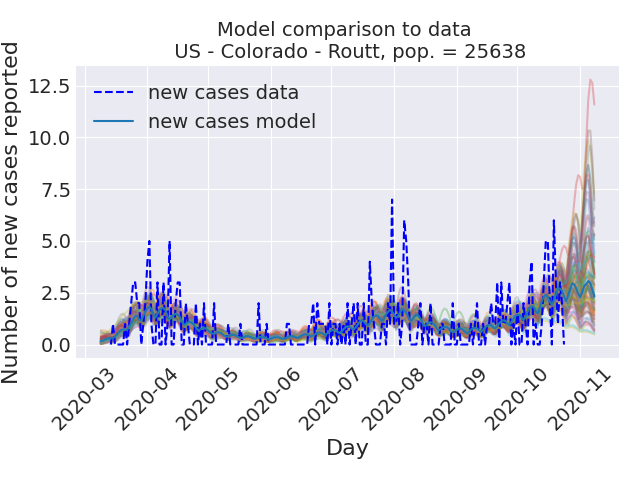 Model comparison to data
US - Colorado - Routt, pop. = 25638
new cases data
new cases model
Number of new cases reported
12.5
10.0
7.5
5.0
2.5
0.0
2020-03
2020-04
2020-05
2020-06
2020-07
2020-08
2020-09
2020-10
2020-11
Day